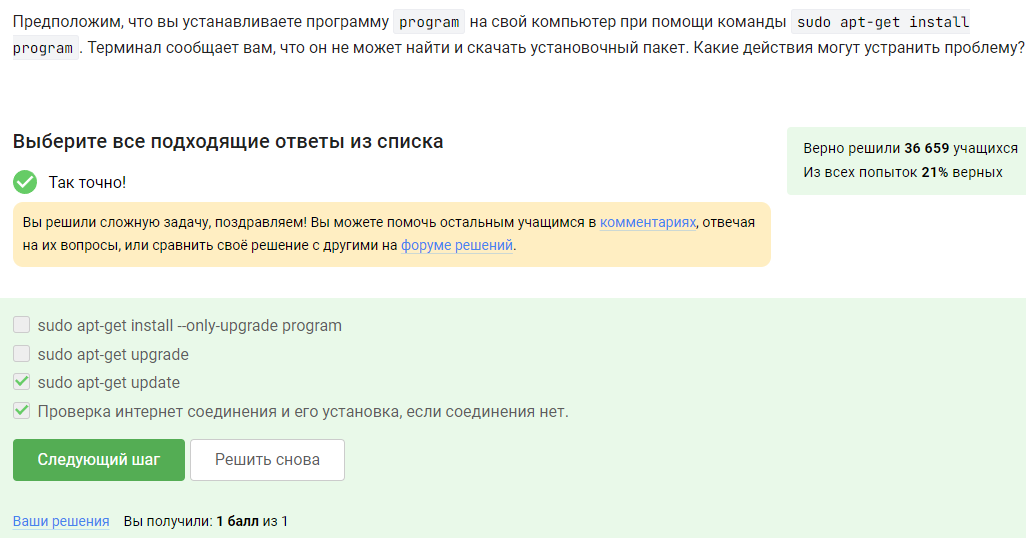 Предположим, что вы устанавливаете программу program на свой компьютер при помощи команды sudo apt-get install
program. Терминал сообщает вам, что он не может найти и скачать установочный пакет. Какие действия могут устранить проблему?
Выберите все подходящие ответы из списка
Верно решили 36 659 учащихся
Из всех попыток 21% верных
Так точно!
Вы решили сложную задачу, поздравляем! Вы можете помочь остальным учащимся в комментариях, отвечая
на их вопросы, или сравнить своё решение с другими на форуме решений.
sudo apt-get install --only-upgrade program
sudo apt-get upgrade
sudo apt-get update
Проверка интернет соединения и его установка, если соединения нет.
Следующий шаг
Решить снова
Ваши решения Вы получили: 1 балл из 1